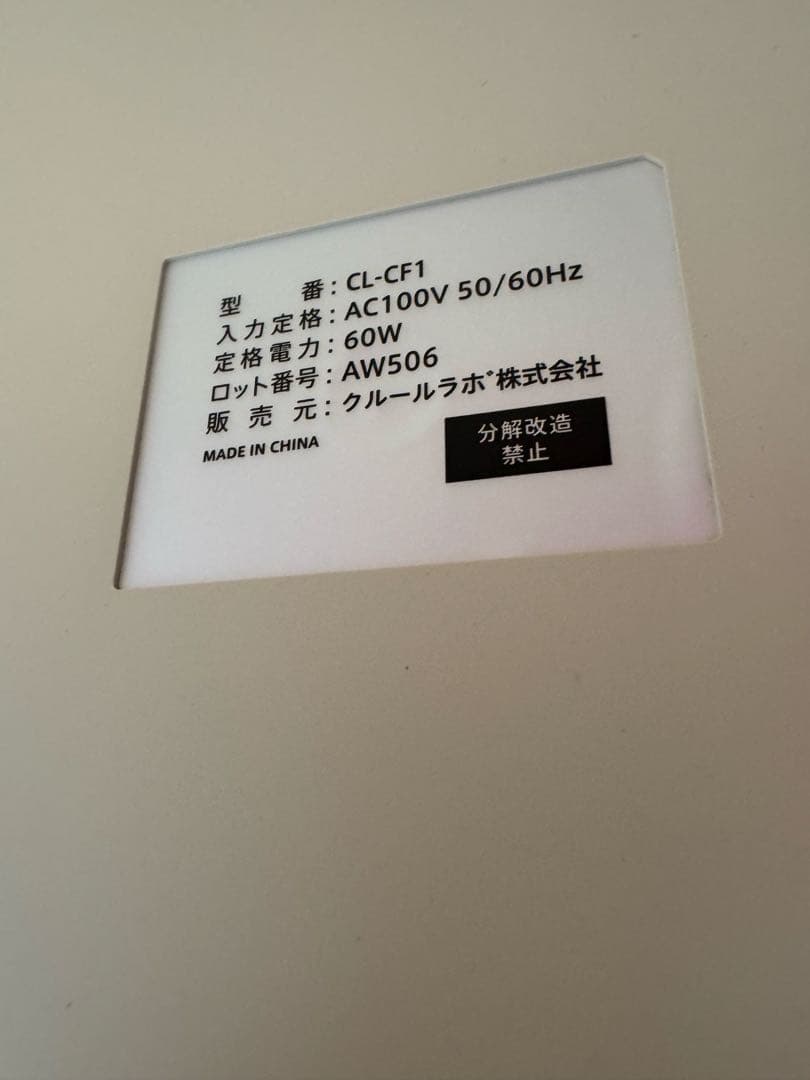 型番：CL-CF1
入力定格：AC100V 50/60Hz
定格電力：60W
ロット番号：AW506
販売元：クルールラボ株式会社
MADE IN CHINA
分解改造
禁止